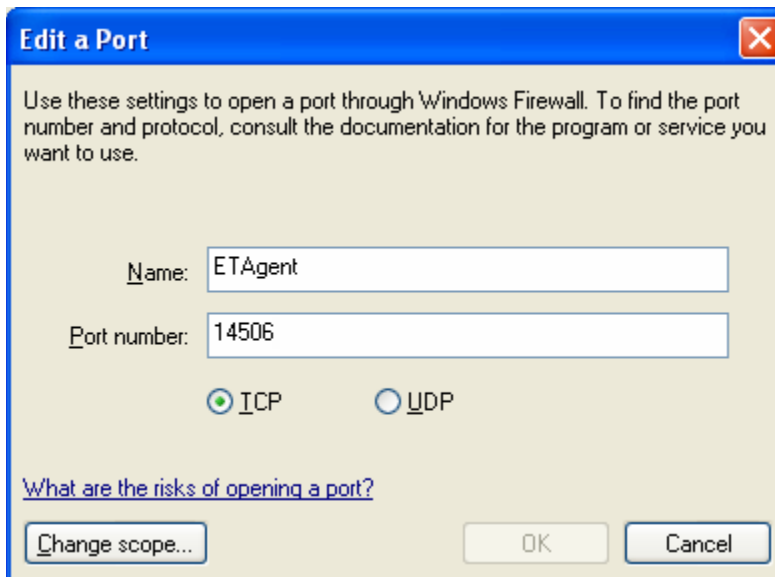 Edit a Port
Use these settings to open a port through Windows Firewall. To find the port
number and protocol, consult the documentation for the program or service you
want to use.
Name: ETAgent
Port number: 14506
TCP UDP
What are the risks of opening a port?
Change scope... OK Cancel